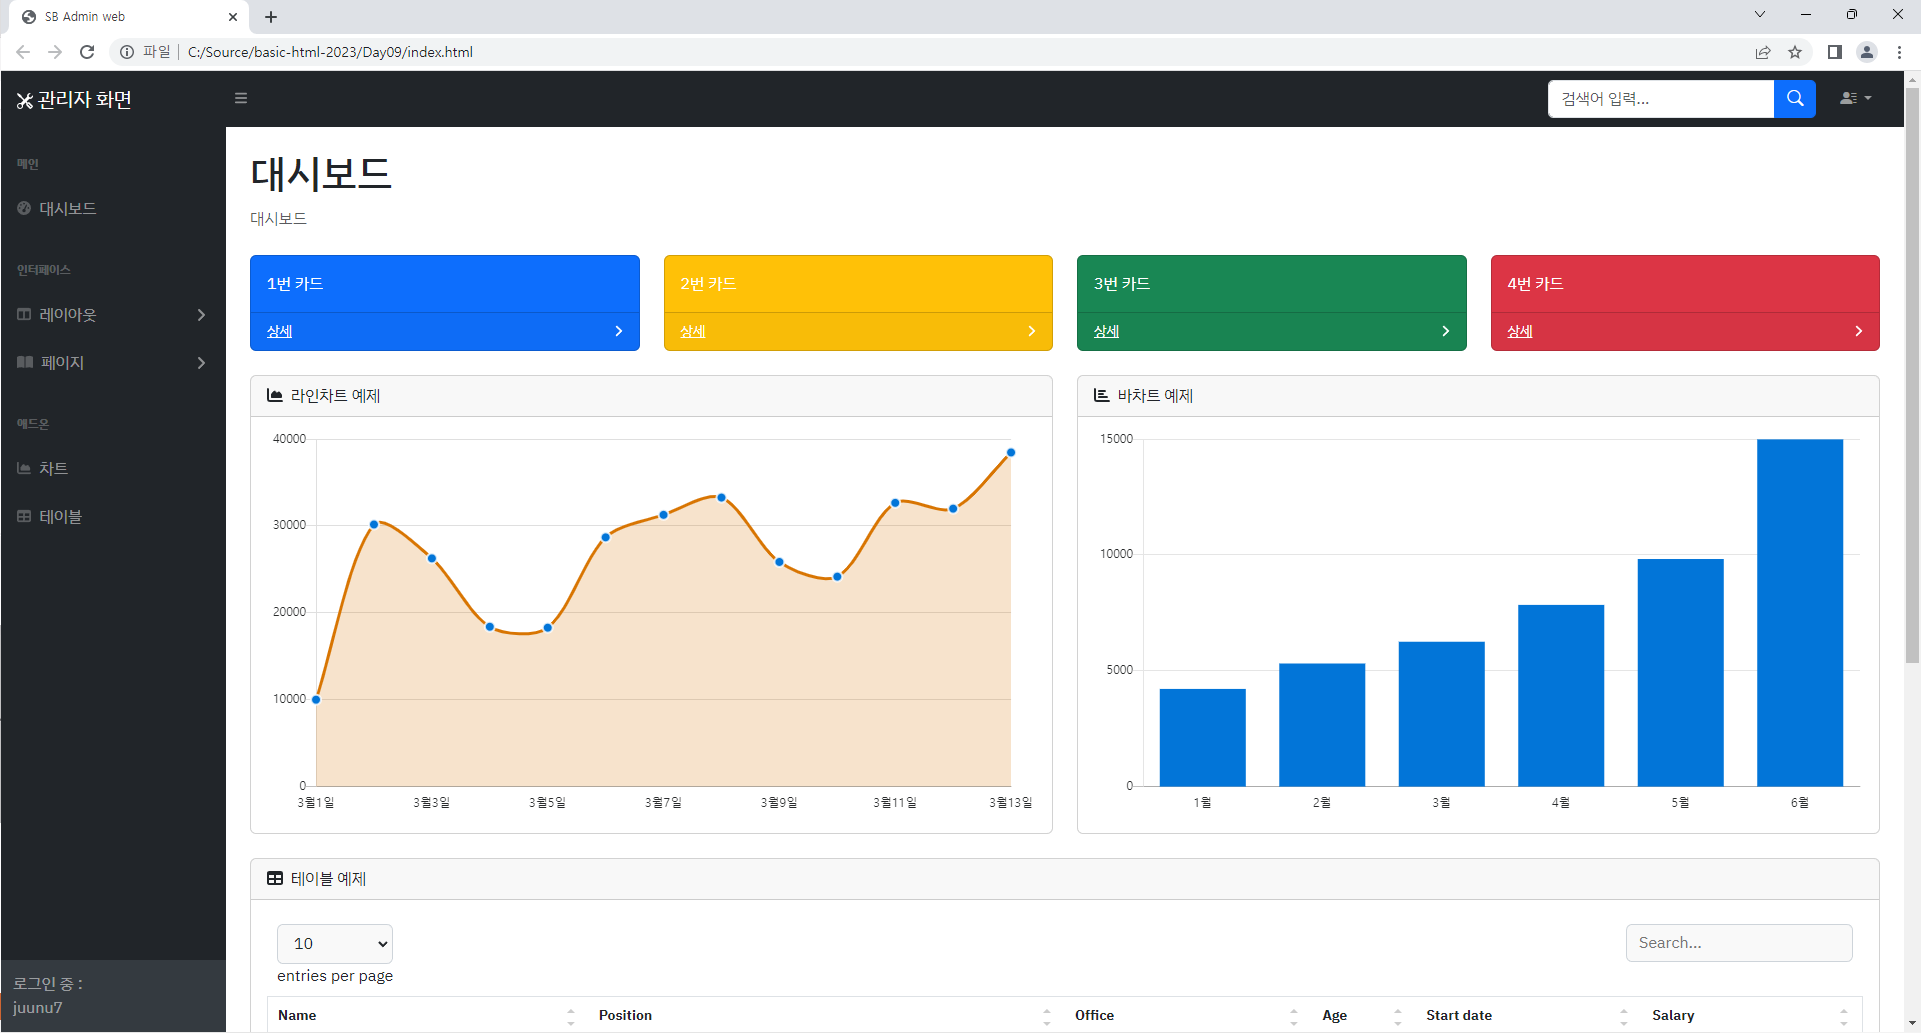 SB Admin web
파일 C:/Source/basic-html-2023/Day09/index.html
관리자 화면
검색어 입력...
메인
대시보드
인터페이스
레이아웃
페이지
애드온
차트
테이블
로그인 중 :
juunu7
대시보드
대시보드
1번 카드
상세
2번 카드
상세
3번 카드
상세
4번 카드
상세
라인차트 예제
40000
30000
20000
10000
0
3월1일 3월3일 3월5일 3월7일 3월9일 3월11일 3월13일
바차트 예제
15000
10000
5000
0
1월 2월 3월 4월 5월 6월
테이블 예제
10
entries per page
Search...
Name Position Office Age Start date Salary